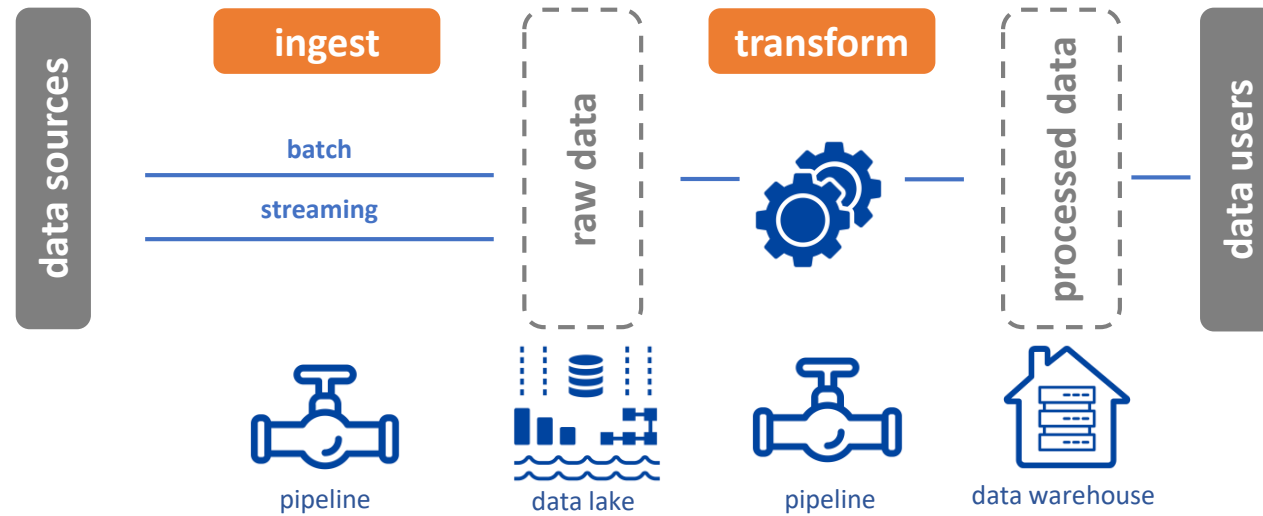 data sources
ingest
batch
streaming
pipeline
raw data
data lake
transform
pipeline
processed data
data warehouse
data users